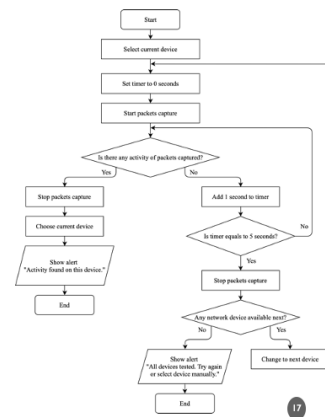 Start
Select current device
Set timer to 0 seconds
Start packets capture
Is there any activity of packets captured?
Yes
No
Stop packets capture
Add 1 second to timer
Choose current device
Is timer equals to 5 seconds?
No
Yes
Show alert
"Activity found on this device."
Stop packets capture
End
Any network device available next?
No
Yes
Show alert
"All devices tested. Try again
or select device manually."
Change to next device
End
17